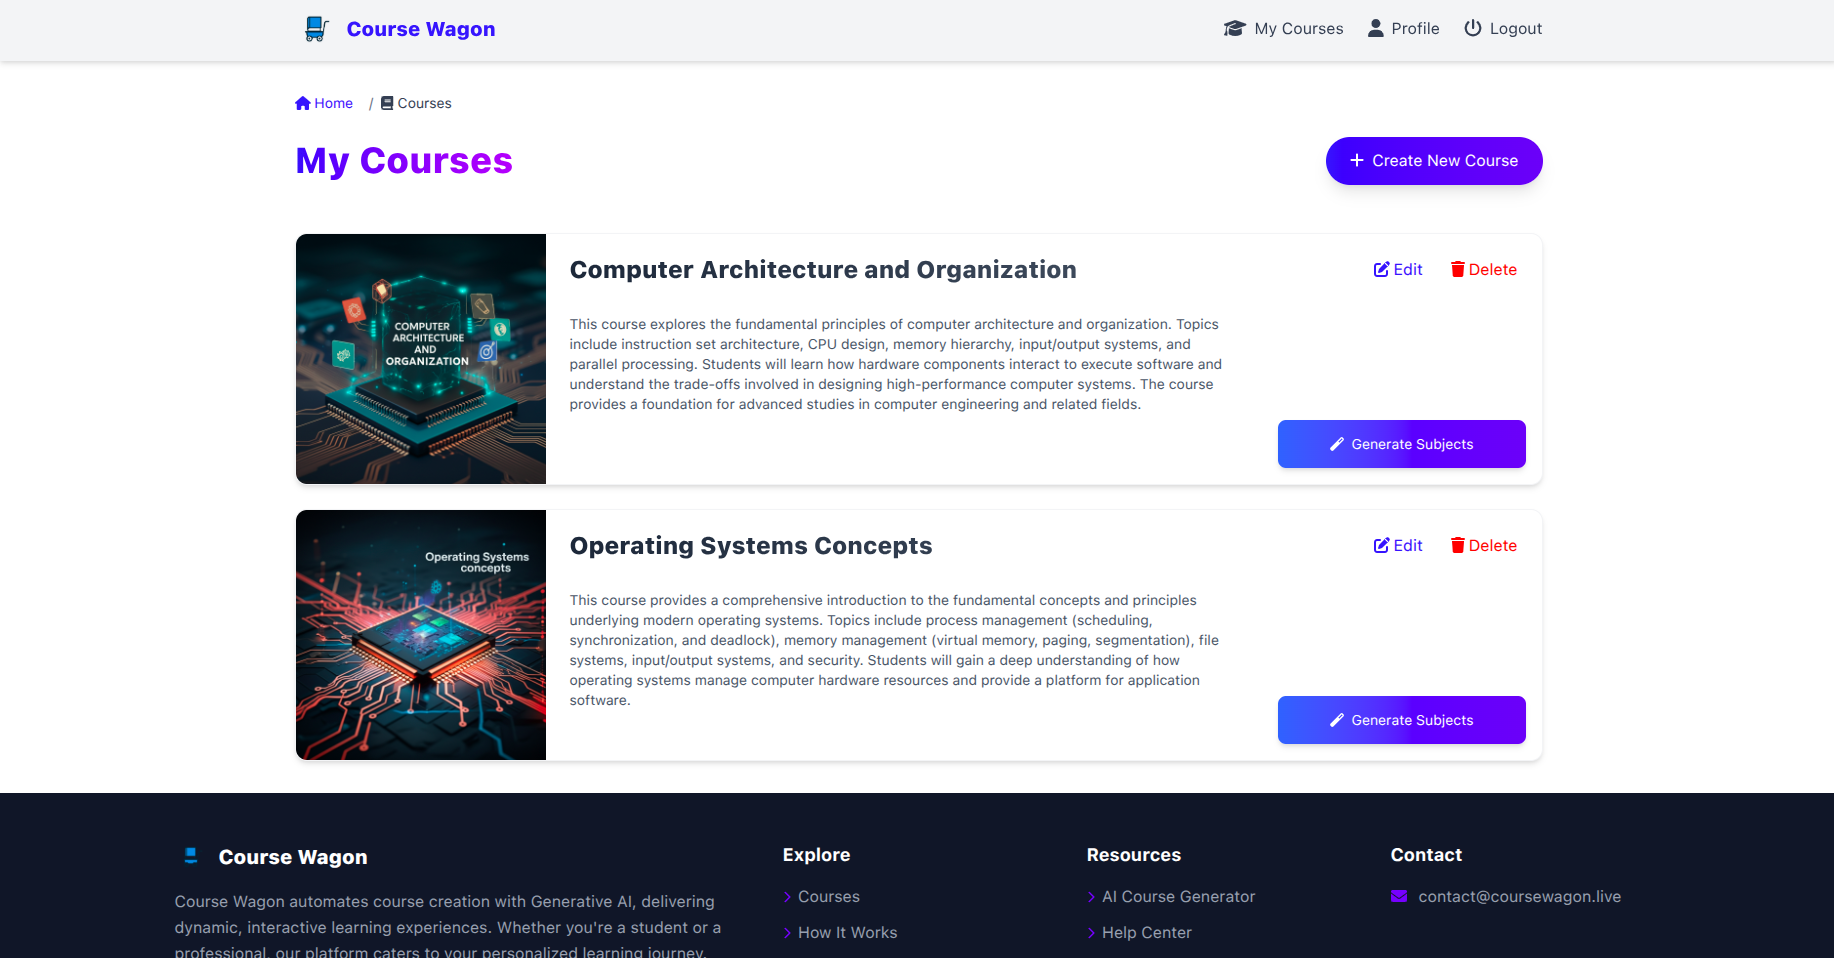 Course Wagon
My Courses
Profile
Logout
Home / Courses
My Courses
+ Create New Course
COMPUTER
ARCHITECTURE
AND
ORGANIZATION
Computer Architecture and Organization
Edit
Delete
This course explores the fundamental principles of computer architecture and organization. Topics
include instruction set architecture, CPU design, memory hierarchy, input/output systems, and
parallel processing. Students will learn how hardware components interact to execute software and
understand the trade-offs involved in designing high-performance computer systems. The course
provides a foundation for advanced studies in computer engineering and related fields.
Generate Subjects
Operating Systems
concepts
Operating Systems Concepts
Edit
Delete
This course provides a comprehensive introduction to the fundamental concepts and principles
underlying modern operating systems. Topics include process management (scheduling,
synchronization, and deadlock), memory management (virtual memory, paging, segmentation), file
systems, input/output systems, and security. Students will gain a deep understanding of how
operating systems manage computer hardware resources and provide a platform for application
software.
Generate Subjects
Course Wagon
Course Wagon automates course creation with Generative AI, delivering
dynamic, interactive learning experiences. Whether you're a student or a
professional, our platform caters to your personalized learning journey.
Explore
Courses
How It Works
Resources
AI Course Generator
Help Center
Contact
contact@coursewagon.live